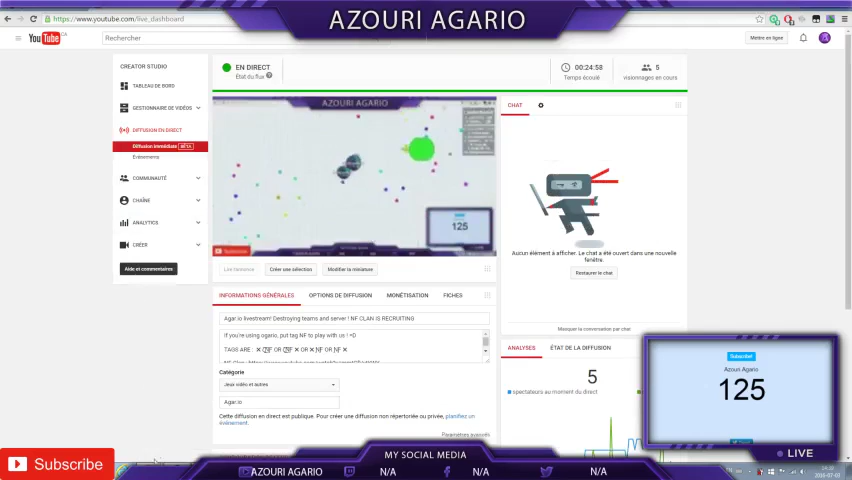 AZOURI AGARIO
https://www.youtube.com/live_dashboard
YouTube CA
Rechercher
Mettre en ligne
CREATOR STUDIO
TABLEAU DE BORD
GESTIONNAIRE DE VIDÉOS
DIFFUSION EN DIRECT
Diffusion immédiate BÊTA
Événements
COMMUNAUTÉ
CHAÎNE
ANALYTICS
CRÉER
Aide et commentaires
EN DIRECT
État du flux
00:24:58
Temps écoulé
5
visionnages en cours
AZOURI AGARIO
125
Créer une sélection
Modifier la miniature
CHAT
Aucun élément à afficher. Le chat a été ouvert dans une nouvelle
fenêtre.
Restaurer le chat
Masquer la conversation par chat
INFORMATIONS GÉNÉRALES
OPTIONS DE DIFFUSION
MONÉTISATION
FICHES
Agar.io livestream! Destroying teams and server ! NF CLAN IS RECRUITING
If you're using ogario, put tag NF to play with us ! =D
Catégorie
Jeux vidéo et autres
Agar.io
Cette diffusion en direct est publique. Pour créer une diffusion non répertoriée ou privée, planifiez un
événement.
Paramètres avancés
ANALYSES
ÉTAT DE LA DIFFUSION
5
spectateurs au moment du direct
Subscribe!
Azouri Agario
125
LIVE
Subscribe
MY SOCIAL MEDIA
AZOURI AGARIO
N/A
N/A
N/A